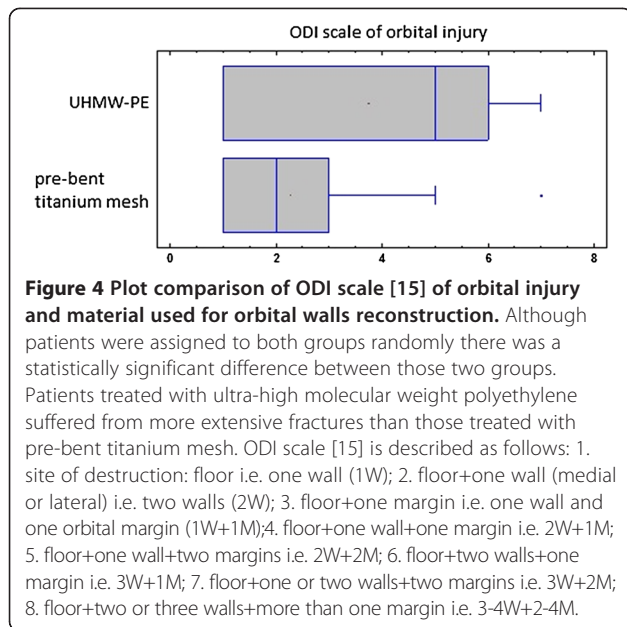 ODI scale of orbital injury
UHMW-PE
pre-bent
titanium mesh
0 2 4 6 8
Figure 4 Plot comparison of ODI scale [15] of orbital injury
and material used for orbital walls reconstruction. Although
patients were assigned to both groups randomly there was a
statistically significant difference between those two groups.
Patients treated with ultra-high molecular weight polyethylene
suffered from more extensive fractures than those treated with
pre-bent titanium mesh. ODI scale [15] is described as follows: 1.
site of destruction: floor i.e. one wall (1W); 2. floor+one wall (medial
or lateral) i.e. two walls (2W); 3. floor+one margin i.e. one wall and
one orbital margin (1W+1M);4. floor+one wall+one margin i.e. 2W+1M;
5. floor+one wall+two margins i.e. 2W+2M; 6. floor+two walls+one
margin i.e. 3W+1M; 7. floor+one or two walls+two margins i.e. 3W+2M;
8. floor+two or three walls+more than one margin i.e. 3-4W+2-4M.